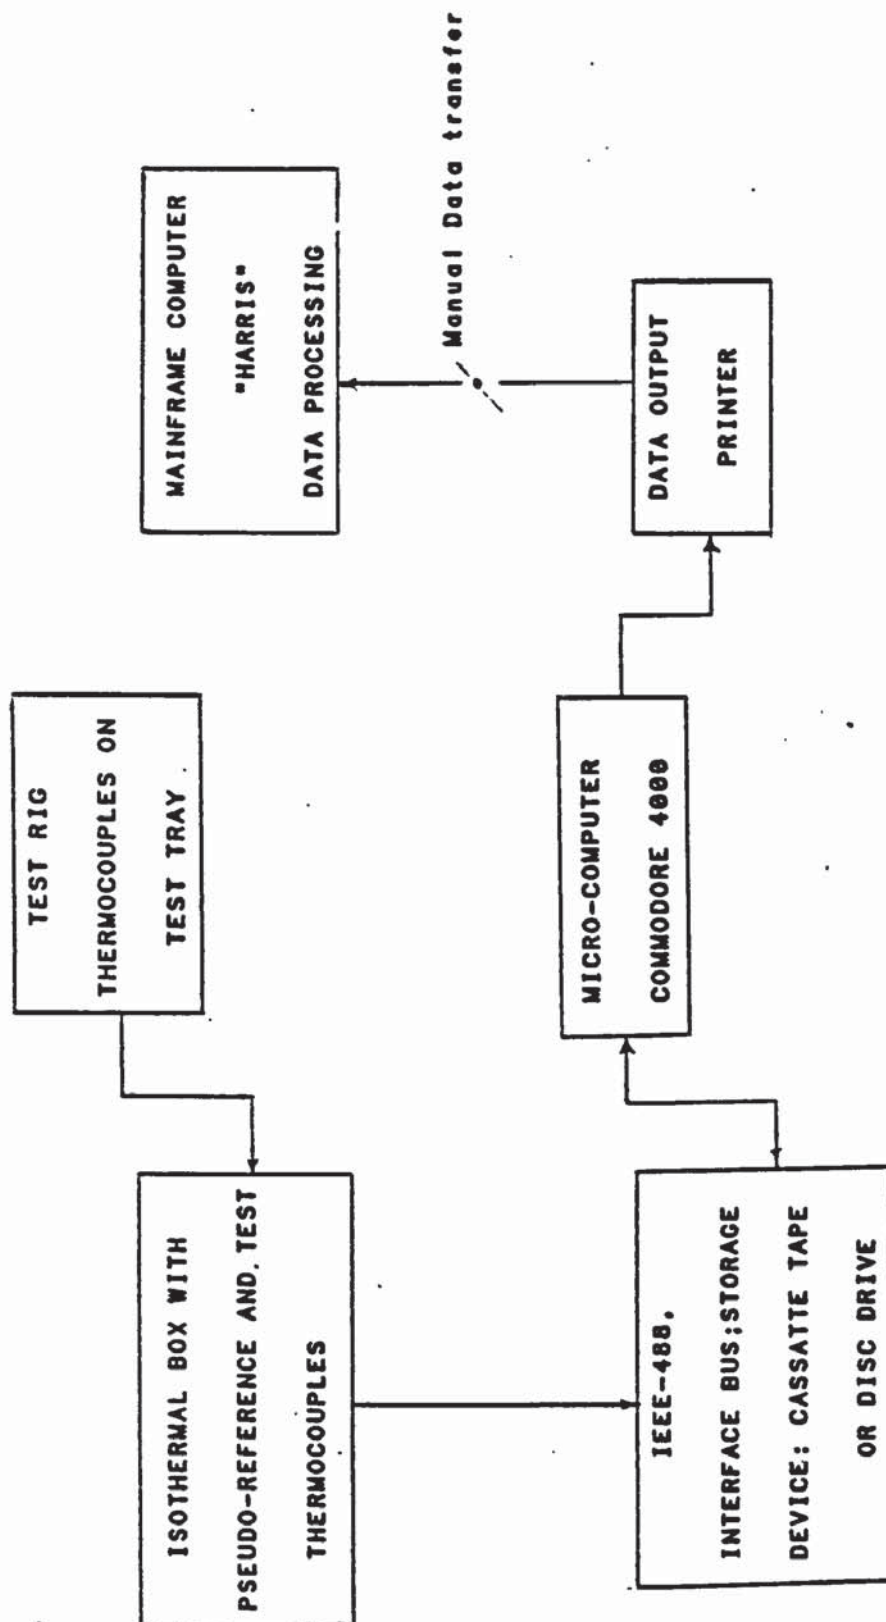 TEST RIG
THERMOCOUPLES ON
TEST TRAY
ISOTHERMAL BOX WITH
PSEUDO-REFERENCE AND TEST
THERMOCOUPLES
IEEE-488,
INTERFACE BUS;STORAGE
DEVICE: CASSATTE TAPE
OR DISC DRIVE
MICRO-COMPUTER
COMMODORE 4000
DATA OUTPUT
PRINTER
Manual Data transfer
MAINFRAME COMPUTER
"HARRIS"
DATA PROCESSING